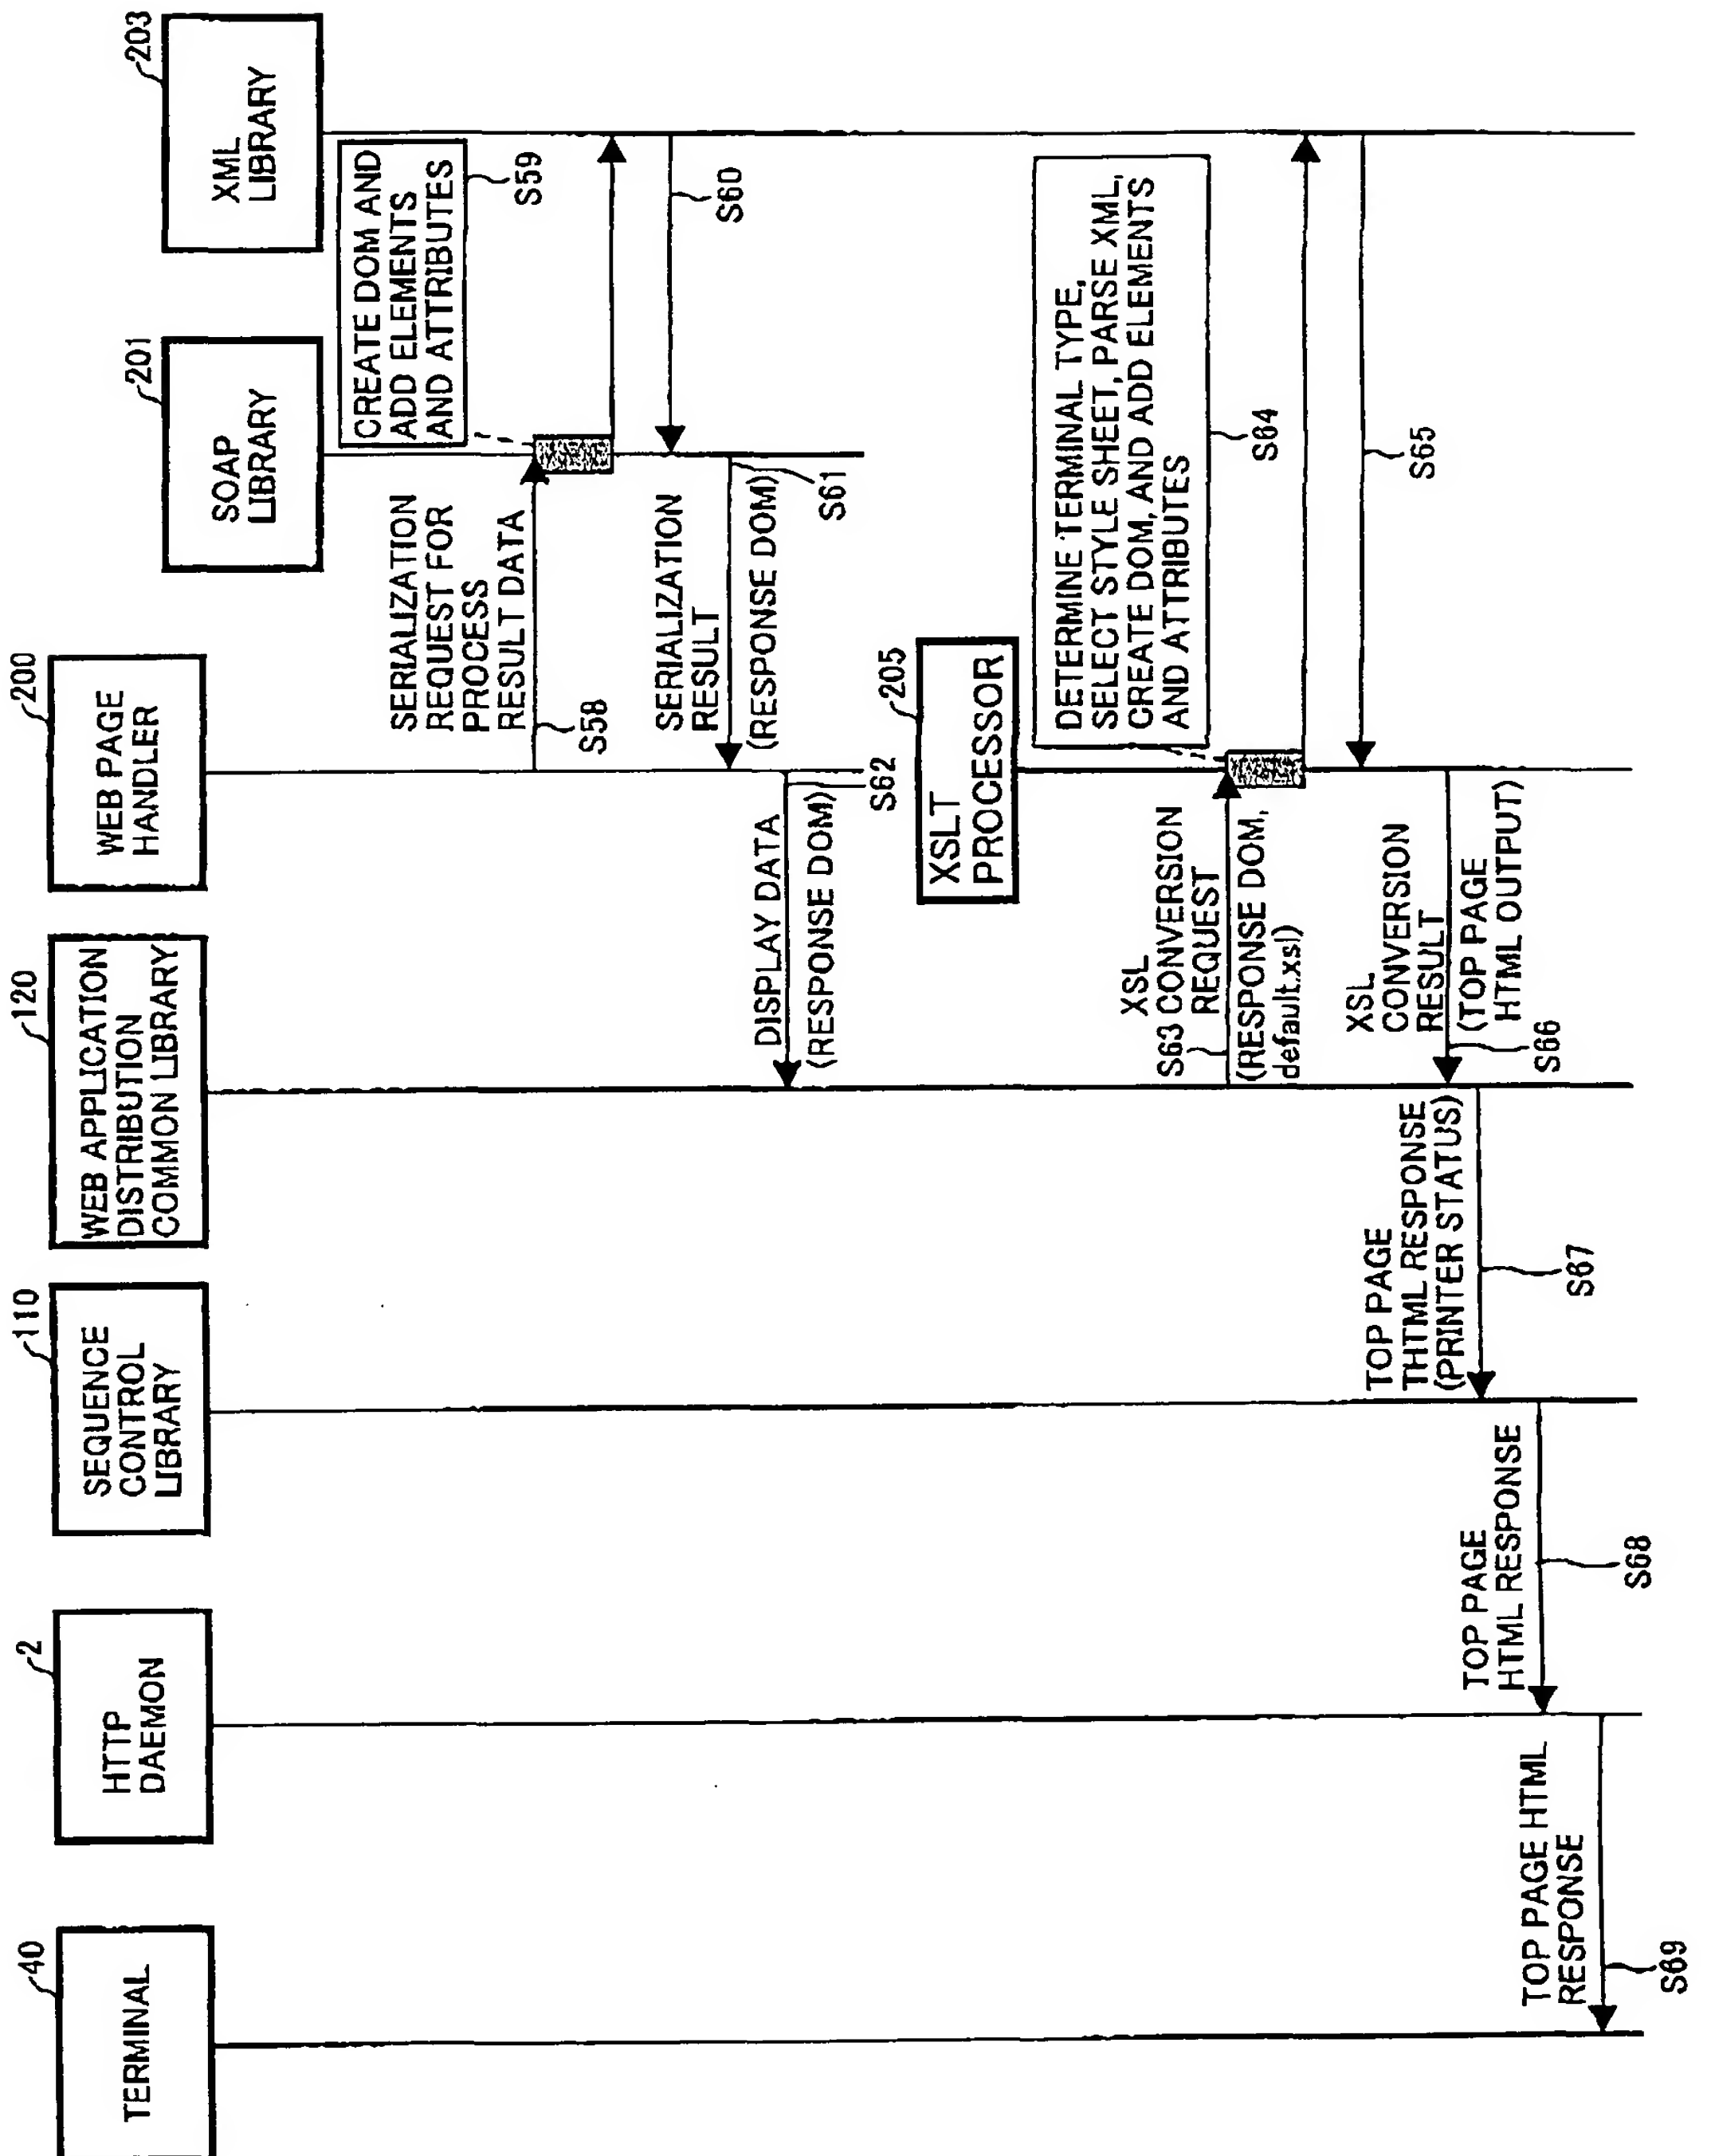 40
TERMINAL
2
HTTP
DAEMON
110
SEQUENCE
CONTROL
LIBRARY
120
WEB APPLICATION
DISTRIBUTION
COMMON LIBRARY
200
WEB PAGE
HANDLER
201
SOAP
LIBRARY
203
XML
LIBRARY
SERIALIZATION
REQUEST FOR
PROCESS
RESULT DATA
S58
CREATE DOM AND
ADD ELEMENTS
AND ATTRIBUTES
S59
S60
SERIALIZATION
RESULT
(RESPONSE DOM)
S61
DISPLAY DATA
(RESPONSE DOM)
S62
XSLT
PROCESSOR
205
XSL
S63 CONVERSION
REQUEST
(RESPONSE DOM,
default.xsl)
DETERMINE TERMINAL TYPE,
SELECT STYLE SHEET, PARSE XML,
CREATE DOM, AND ADD ELEMENTS
AND ATTRIBUTES
S64
S65
XSL
CONVERSION
RESULT
(TOP PAGE
HTML OUTPUT)
S66
TOP PAGE
THTML RESPONSE
(PRINTER STATUS)
S67
TOP PAGE
HTML RESPONSE
S68
TOP PAGE HTML
RESPONSE
S69